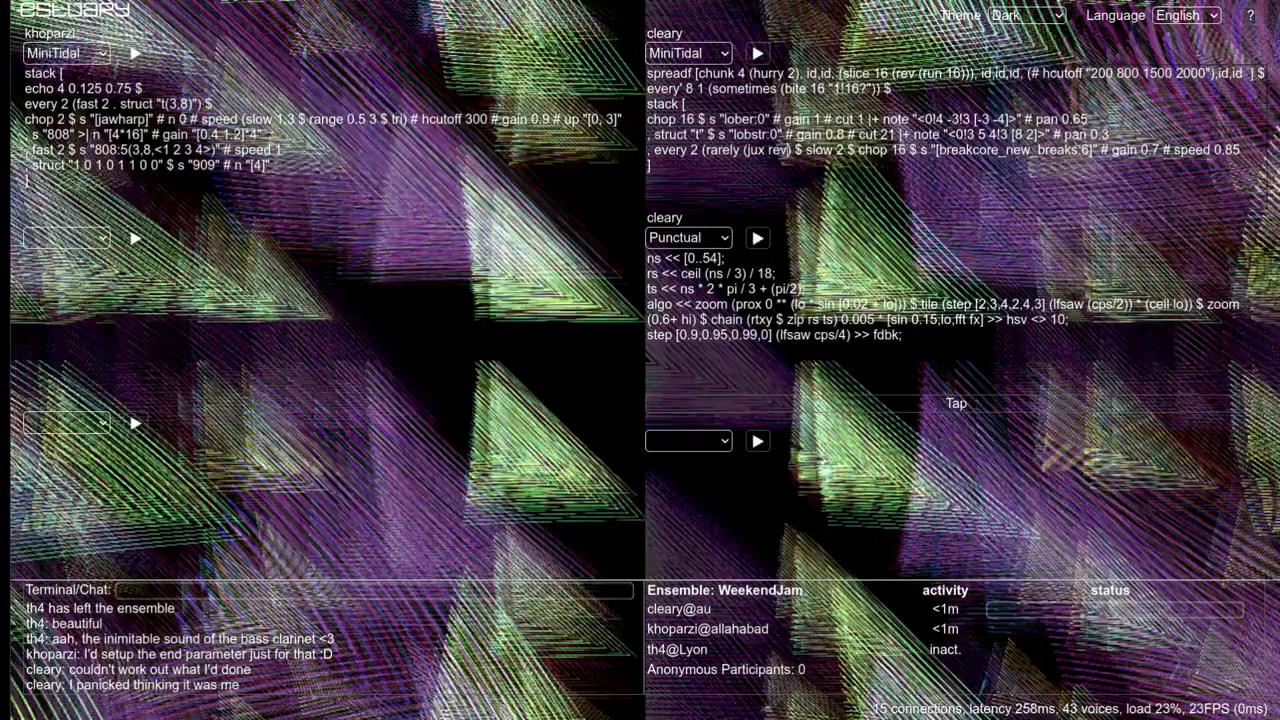 estuary
Theme Dark Language English ?
khoparzi
MiniTidal
stack [
echo 4 0.125 0.75 $
every 2 (fast 2 . struct "t(3,8)") $
chop 2 $ s "[jawharp]" # n 0 # speed (slow 1.3 $ range 0.5 3 $ tri) # hcutoff 300 # gain 0.9 # up "[0, 3]"
, s "808" >| n "[4*16]" # gain "[0.4 1.2]*4"
, fast 2 $ s "808:5(3,8,<1 2 3 4>)" # speed 1
, struct "1 0 1 0 1 1 0 0" $ s "909" # n "[4]"
]
cleary
MiniTidal
spreadf [chunk 4 (hurry 2), id,id, (slice 16 (rev (run 16))), id,id,id, (# hcutoff "200 800 1500 2000"),id,id ] $
every' 8 1 (sometimes (bite 16 "1!16?")) $
stack [
chop 16 $ s "lober:0" # gain 1 # cut 1 |+ note "<0!4 -3!3 [-3 -4]>" # pan 0.65
, struct "t" $ s "lobstr:0" # gain 0.8 # cut 21 |+ note "<0!3 5 4!3 [8 2]>" # pan 0.3
, every 2 (rarely (jux rev) $ slow 2 $ chop 16 $ s "[breakcore_new_breaks:6]" # gain 0.7 # speed 0.85
]
cleary
Punctual
ns << [0..54];
rs << ceil (ns / 3) / 18;
ts << ns * 2 * pi / 3 + (pi/2);
algo << zoom (prox 0 ** (lo * sin [0.02 + lo])) $ tile (step [2,3,4,2,4,3] (lfsaw (cps/2)) * (ceil lo)) $ zoom
(0.6+ hi) $ chain (rtxy $ zip rs ts) 0.005 * [sin 0.15,lo,fft fx] >> hsv <> 10;
step [0.9,0.95,0.99,0] (lfsaw cps/4) >> fdbk;
Tap
Terminal/Chat:
th4 has left the ensemble
th4: beautiful
th4: aah, the inimitable sound of the bass clarinet <3
khoparzi: I'd setup the end parameter just for that :D
cleary: couldn't work out what I'd done
cleary: I panicked thinking it was me
Ensemble: WeekendJam activity status
cleary@au <1m
khoparzi@allahabad <1m
th4@Lyon inact.
Anonymous Participants: 0
15 connections, latency 258ms, 43 voices, load 23%, 23FPS (0ms)